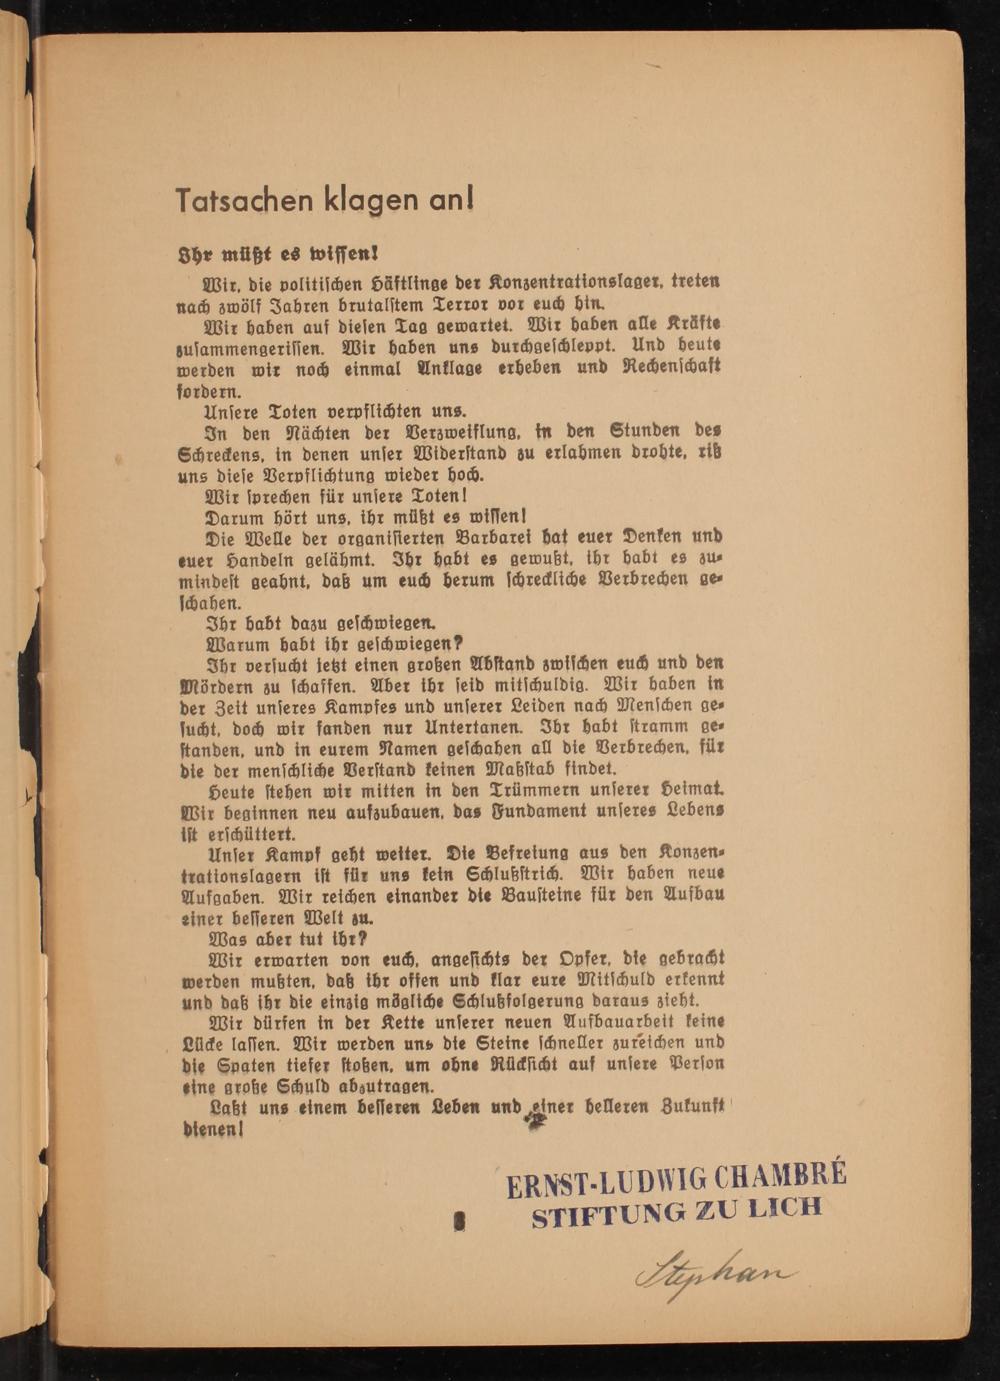 Tatsachen klagen an!
Ihr müßt es wissen!
Wir, die politischen Häftlinge der Konzentrationslager, treten
nach zwölf Jahren brutalstem Terror vor euch hin.
Wir haben auf diesen Tag gewartet. Wir haben alle Kräfte
zusammengerissen. Wir haben uns durchgeschleppt. Und heute
werden wir noch einmal Anklage erheben und Rechenschaft
fordern.
Unsere Toten verpflichten uns.
In den Nächten der Verzweiflung, in den Stunden des
Schreckens, in denen unser Widerstand zu erlahmen drohte, riß
uns diese Verpflichtung wieder hoch.
Wir sprechen für unsere Toten!
Darum hört uns, ihr müßt es wissen!
Die Welle der organisierten Barbarei hat euer Denken und
euer Handeln gelähmt. Ihr habt es gewußt, ihr habt es zu-
mindest geahnt, daß um euch herum schreckliche Verbrechen ge-
schahen.
Ihr habt dazu geschwiegen.
Warum habt ihr geschwiegen?
Ihr versucht jetzt einen großen Abstand zwischen euch und den
Mördern zu schaffen. Aber ihr seid mitschuldig. Wir haben in
der Zeit unseres Kampfes und unserer Leiden nach Menschen ge-
sucht, doch wir fanden nur Untertanen. Ihr habt stramm ge-
standen, und in eurem Namen geschahen all die Verbrechen, für
die der menschliche Verstand keinen Maßstab findet.
Heute stehen wir mitten in den Trümmern unserer Heimat.
Wir beginnen neu aufzubauen, das Fundament unseres Lebens
ist erschüttert.
Unser Kampf geht weiter. Die Befreiung aus den Konzen-
trationslagern ist für uns kein Schlußstrich. Wir haben neue
Aufgaben. Wir reichen einander die Bausteine für den Aufbau
einer besseren Welt zu.
Was aber tut ihr?
Wir erwarten von euch, angesichts der Opfer, die gebracht
werden mußten, daß ihr offen und klar eure Mitschuld erkennt
und daß ihr die einzig mögliche Schlußfolgerung daraus zieht.
Wir dürfen in der Kette unserer neuen Aufbauarbeit keine
Lücke lassen. Wir werden uns die Steine schneller zureichen und
die Spaten tiefer stoßen, um ohne Rücksicht auf unsere Person
eine große Schuld abzutragen.
Laßt uns einem besseren Leben und einer helleren Zukunft
dienen!
ERNST-LUDWIG CHAMBRÉ
STIFTUNG ZU LICH
Stephan